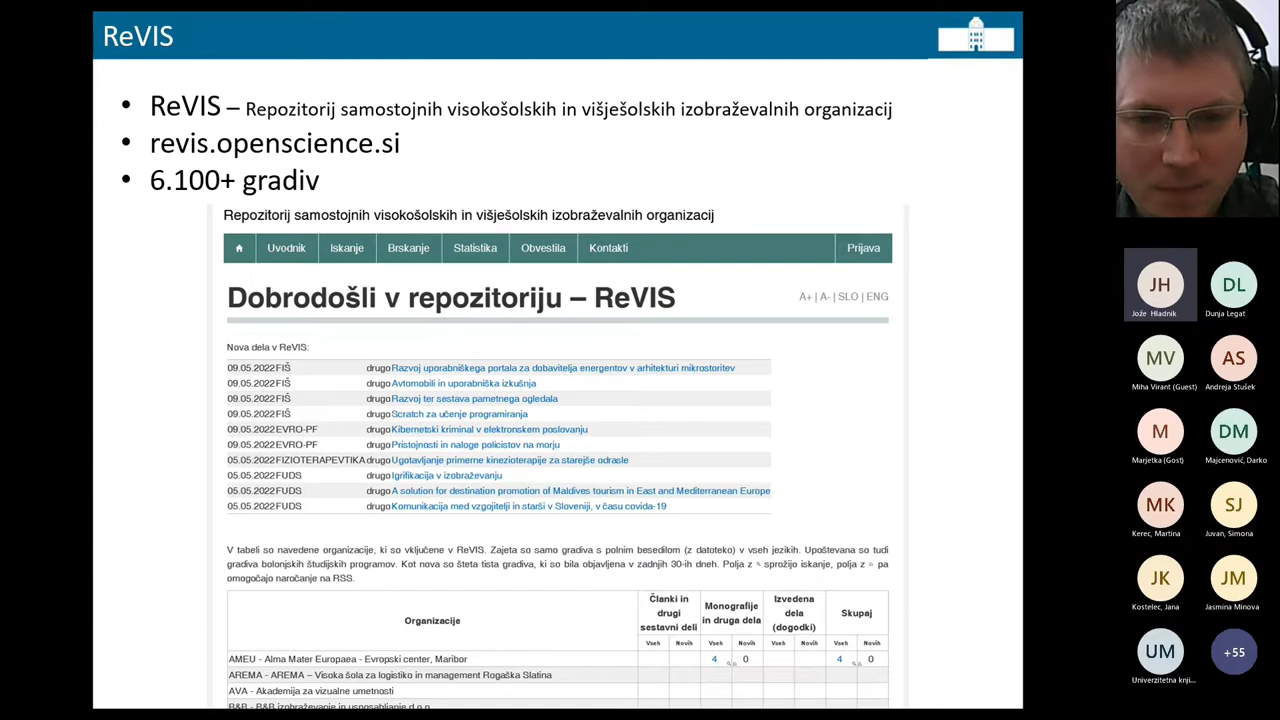 ReVIS
• ReVIS – Repozitorij samostojnih visokošolskih in višješolskih izobraževalnih organizacij
• revis.openscience.si
• 6.100+ gradiv
Repozitorij samostojnih visokošolskih in višješolskih izobraževalnih organizacij
Uvodnik Iskanje Brskanje Statistika Obvestila Kontakti Prijava
Dobrodošli v repozitoriju – ReVIS
A+ | A- | SLO | ENG
Nova dela v ReVIS:
09.05.2022 FIŠ drugo Razvoj uporabniškega portala za dobavitelja energentov v arhitekturi mikrostoritev
09.05.2022 FIŠ drugo Avtomobili in uporabniška izkušnja
09.05.2022 FIŠ drugo Razvoj ter sestava pametnega ogledala
09.05.2022 FIŠ drugo Scratch za učenje programiranja
09.05.2022 EVRO-PF drugo Kibernetski kriminal v elektronskem poslovanju
09.05.2022 EVRO-PF drugo Pristojnosti in naloge policistov na morju
05.05.2022 FIZIOTERAPEVTIKA drugo Ugotavljanje primerne kinezioterapije za starejše odrasle
05.05.2022 FUDS drugo Igrifikacija v izobraževanju
05.05.2022 FUDS drugo A solution for destination promotion of Maldives tourism in East and Mediterranean Europe
05.05.2022 FUDS drugo Komunikacija med vzgojitelji in starši v Sloveniji, v času covida-19
V tabeli so navedene organizacije, ki so vključene v ReVIS. Zajeta so samo gradiva s polnim besedilom (z datoteko) v vseh jezikih. Upoštevana so tudi
gradiva bolonjskih študijskih programov. Kot nova so šteta tista gradiva, ki so bila objavljena v zadnjih 30-ih dneh. Polja z sprožijo iskanje, polja z pa
omogočajo naročanje na RSS.
Organizacije
Članki in drugi sestavni deli
Monografije in druga dela
Izvedena dela (dogodki)
Skupaj
Vseh Novih Vseh Novih Vseh Novih Vseh Novih
AMEU - Alma Mater Europaea - Evropski center, Maribor 4 0 4 0
AREMA - AREMA – Visoka šola za logistiko in management Rogaška Slatina
AVA - Akademija za vizualne umetnosti
B&B - B&B izobraževanje in usposabljanje d.o.o.
JH DL
Jože Hladnik Dunja Legat
MV AS
Miha Virant (Guest) Andreja Stušek
M DM
Marjetka (Gost) Majcenović, Darko
MK SJ
Kerec, Martina Juvan, Simona
JK JM
Kostelec, Jana Jasmina Minova
UM +55
Univerzitetna knji...